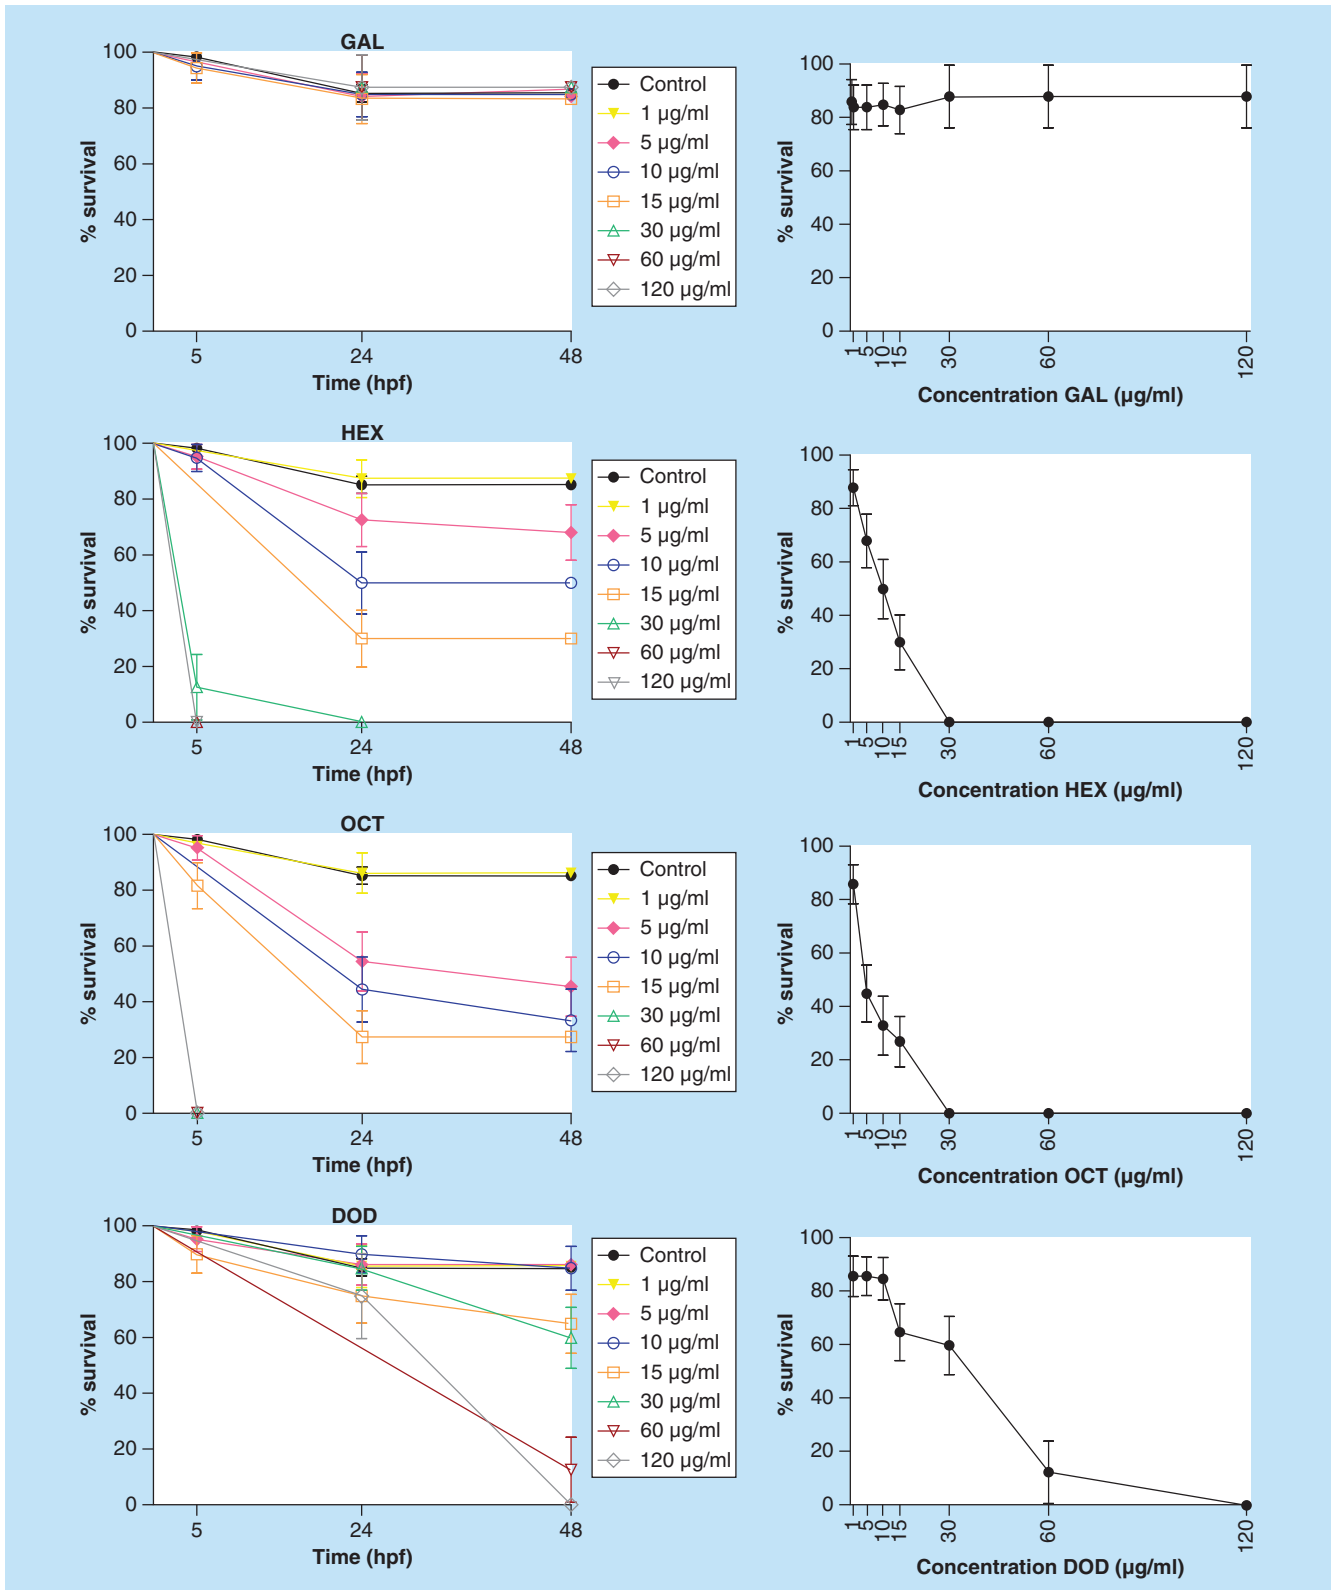 GAL
100
80
60
40
20
0
% survival
5
24
48
Time (hpf)
Control
1 µg/ml
5 µg/ml
10 µg/ml
15 µg/ml
30 µg/ml
60 µg/ml
120 µg/ml
100
80
60
40
20
0
% survival
1
5
10
15
30
60
120
Concentration GAL (µg/ml)
HEX
100
80
60
40
20
0
% survival
5
24
48
Time (hpf)
Control
1 µg/ml
5 µg/ml
10 µg/ml
15 µg/ml
30 µg/ml
60 µg/ml
120 µg/ml
100
80
60
40
20
0
% survival
1
5
10
15
30
60
120
Concentration HEX (µg/ml)
OCT
100
80
60
40
20
0
% survival
5
24
48
Time (hpf)
Control
1 µg/ml
5 µg/ml
10 µg/ml
15 µg/ml
30 µg/ml
60 µg/ml
120 µg/ml
100
80
60
40
20
0
% survival
1
5
10
15
30
60
120
Concentration OCT (µg/ml)
DOD
100
80
60
40
20
0
% survival
5
24
48
Time (hpf)
Control
1 µg/ml
5 µg/ml
10 µg/ml
15 µg/ml
30 µg/ml
60 µg/ml
120 µg/ml
100
80
60
40
20
0
% survival
1
5
10
15
30
60
120
Concentration DOD (µg/ml)